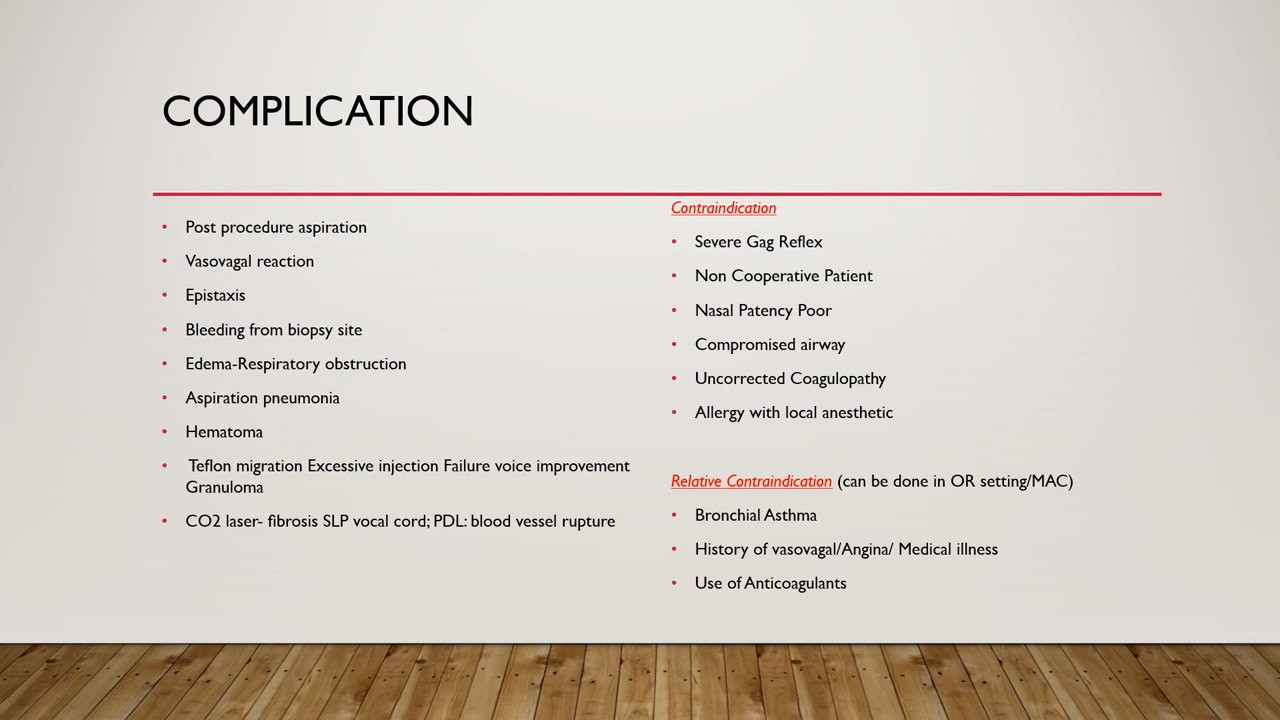 COMPLICATION
• Post procedure aspiration
• Vasovagal reaction
• Epistaxis
• Bleeding from biopsy site
• Edema-Respiratory obstruction
• Aspiration pneumonia
• Hematoma
• Teflon migration Excessive injection Failure voice improvement
Granuloma
• CO2 laser- fibrosis SLP vocal cord; PDL: blood vessel rupture
Contraindication
• Severe Gag Reflex
• Non Cooperative Patient
• Nasal Patency Poor
• Compromised airway
• Uncorrected Coagulopathy
• Allergy with local anesthetic
Relative Contraindication (can be done in OR setting/MAC)
• Bronchial Asthma
• History of vasovagal/Angina/ Medical illness
• Use of Anticoagulants